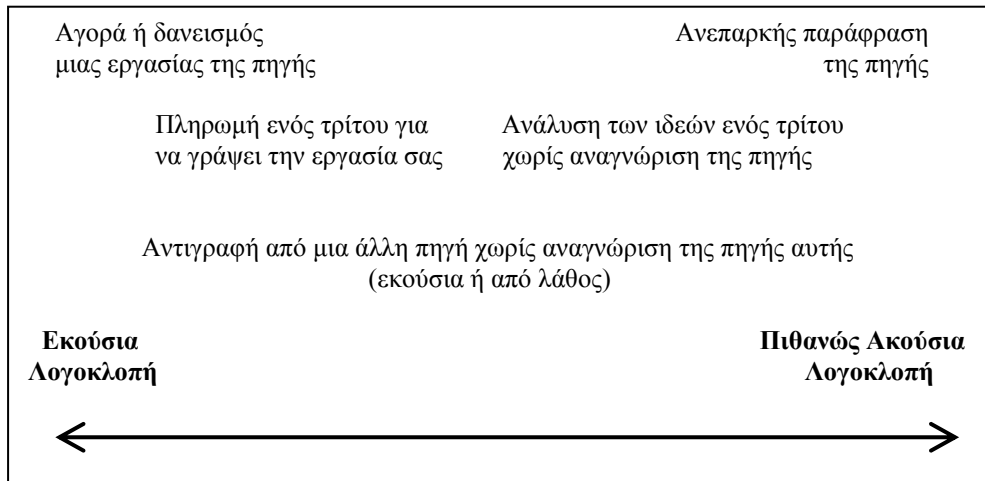 Αγορά ή δανεισμός
μιας εργασίας της πηγής
Ανεπαρκής παράφραση
της πηγής
Πληρωμή ενός τρίτου για
να γράψει την εργασία σας
Ανάλυση των ιδεών ενός τρίτου
χωρίς αναγνώριση της πηγής
Αντιγραφή από μια άλλη πηγή χωρίς αναγνώριση της πηγής αυτής
(εκούσια ή από λάθος)
Εκούσια
Λογοκλοπή
Πιθανώς Ακούσια
Λογοκλοπή